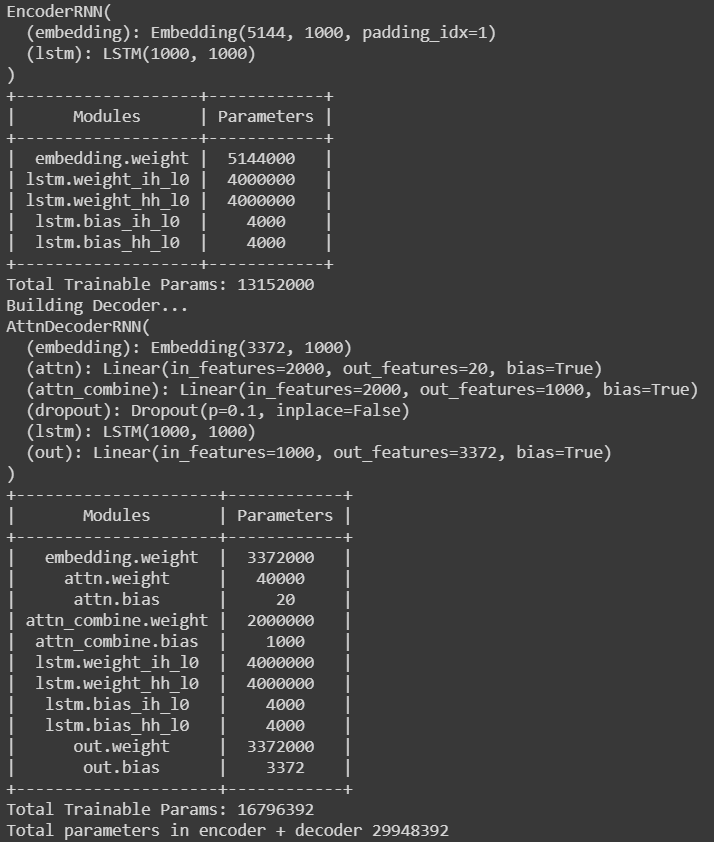 EncoderRNN(
  (embedding): Embedding(5144, 1000, padding_idx=1)
  (lstm): LSTM(1000, 1000)
)
+-------------------+------------+
|      Modules      | Parameters |
+-------------------+------------+
|  embedding.weight |  5144000   |
| lstm.weight_ih_l0 |  4000000   |
| lstm.weight_hh_l0 |  4000000   |
|  lstm.bias_ih_l0  |    4000    |
|  lstm.bias_hh_l0  |    4000    |
+-------------------+------------+
Total Trainable Params: 13152000
Building Decoder...
AttnDecoderRNN(
  (embedding): Embedding(3372, 1000)
  (attn): Linear(in_features=2000, out_features=20, bias=True)
  (attn_combine): Linear(in_features=2000, out_features=1000, bias=True)
  (dropout): Dropout(p=0.1, inplace=False)
  (lstm): LSTM(1000, 1000)
  (out): Linear(in_features=1000, out_features=3372, bias=True)
)
+---------------------+------------+
|       Modules       | Parameters |
+---------------------+------------+
|   embedding.weight  |  3372000   |
|     attn.weight     |   40000    |
|      attn.bias      |     20     |
| attn_combine.weight |  2000000   |
|  attn_combine.bias  |    1000    |
|  lstm.weight_ih_l0  |  4000000   |
|  lstm.weight_hh_l0  |  4000000   |
|   lstm.bias_ih_l0   |    4000    |
|   lstm.bias_hh_l0   |    4000    |
|      out.weight     |  3372000   |
|       out.bias      |    3372    |
+---------------------+------------+
Total Trainable Params: 16796392
Total parameters in encoder + decoder 29948392